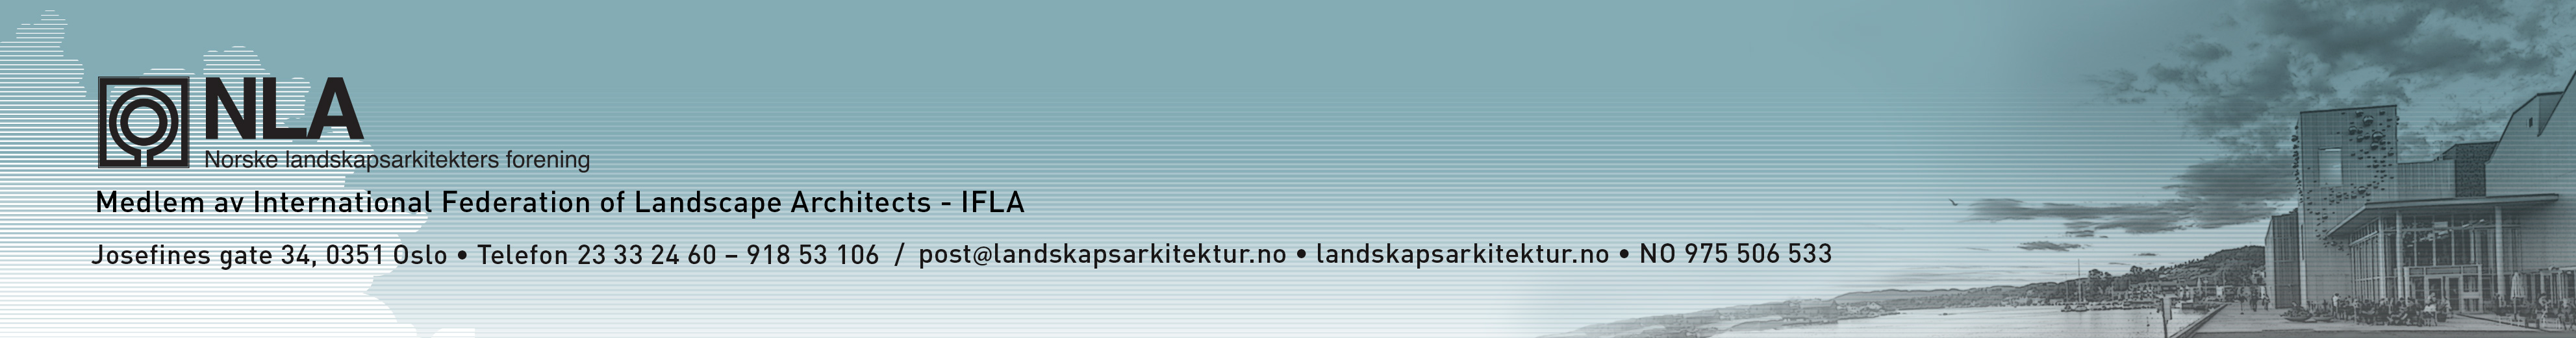 NLA
Norske landskapsarkitekters forening
Medlem av International Federation of Landscape Architects - IFLA
Josefines gate 34, 0351 Oslo • Telefon 23 33 24 60 – 918 53 106 / post@landskapsarkitektur.no • landskapsarkitektur.no • NO 975 506 533